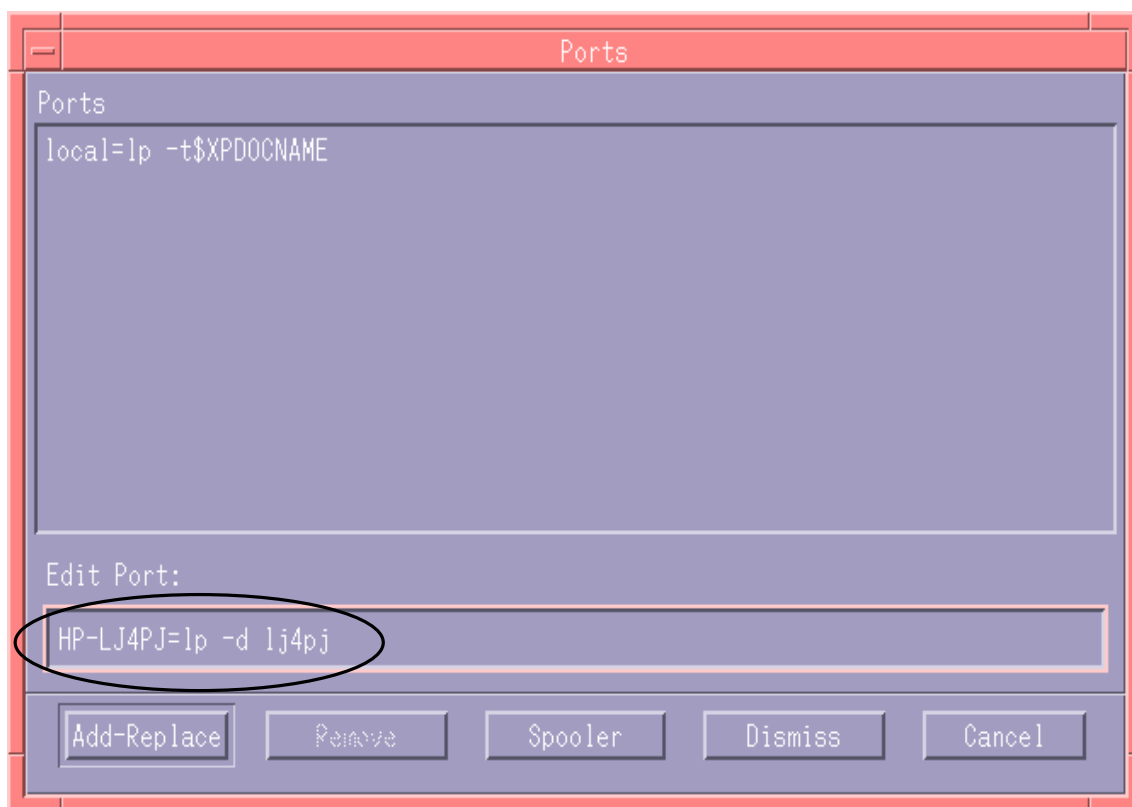 Ports
Ports
local=lp -t$XPDOCNAME
Edit Port:
HP-LJ4PJ=lp -d lj4pj
Add-Replace Remove Spooler Dismiss Cancel